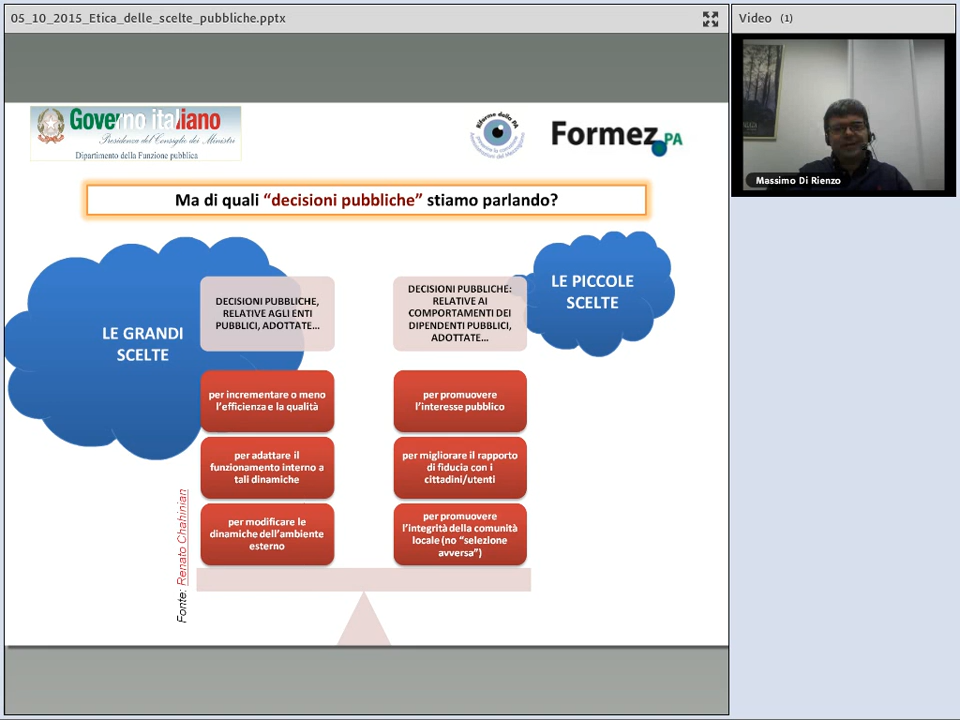 05_10_2015_Etica_delle_scelte_pubbliche.pptx
Video (1)
Massimo Di Rienzo
Governo italiano
Presidenza del Consiglio dei Ministri
Dipartimento della Funzione pubblica
Riforme della PA
Formez PA
Ma di quali “decisioni pubbliche” stiamo parlando?
LE GRANDI
SCELTE
DECISIONI PUBBLICHE,
RELATIVE AGLI ENTI
PUBBLICI, ADOTTATE…
per incrementare o meno
l’efficienza e la qualità
per adattare il
funzionamento interno a
tali dinamiche
per modificare le
dinamiche dell’ambiente
esterno
DECISIONI PUBBLICHE:
RELATIVE AI
COMPORTAMENTI DEI
DIPENDENTI PUBBLICI,
ADOTTATE…
per promuovere
l’interesse pubblico
per migliorare il rapporto
di fiducia con i
cittadini/utenti
per promuovere
l’integrità della comunità
locale (no “selezione
avversa”)
LE PICCOLE
SCELTE
Fonte: Renato Chahinian